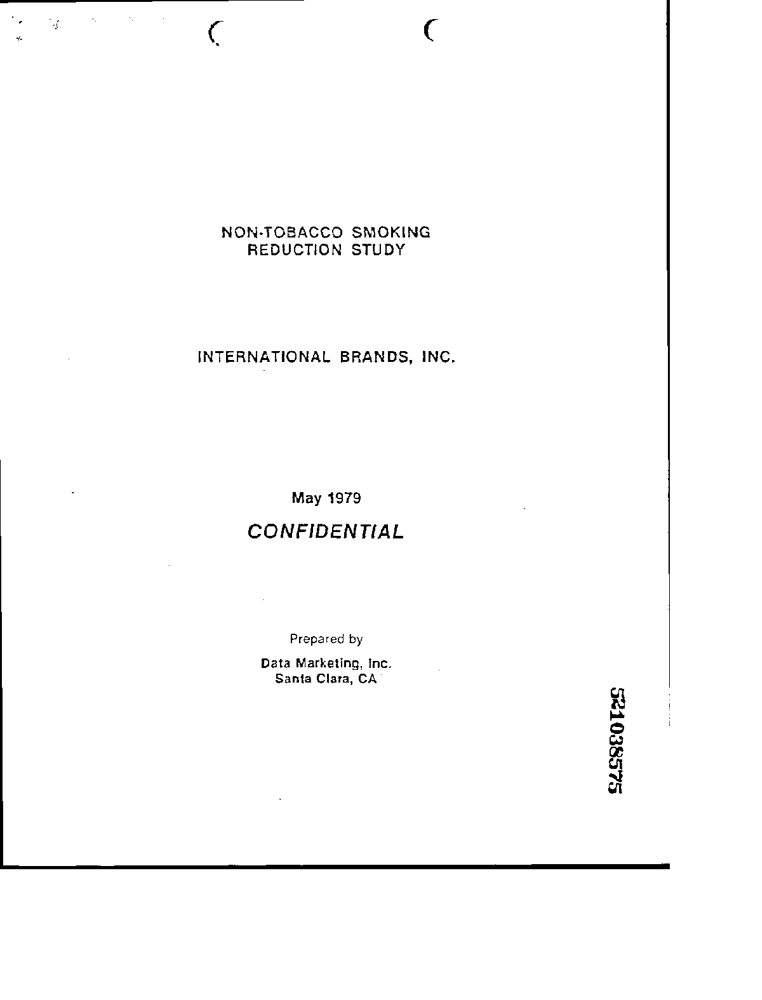 NON-TOBACCO SMOKING
REDUCTION STUDY
INTERNATIONAL BRANDS, INC.
May 1979
CONFIDENTIAL
Prepared by
Data Marketing, Inc.
Santa Clara, CA
521038575